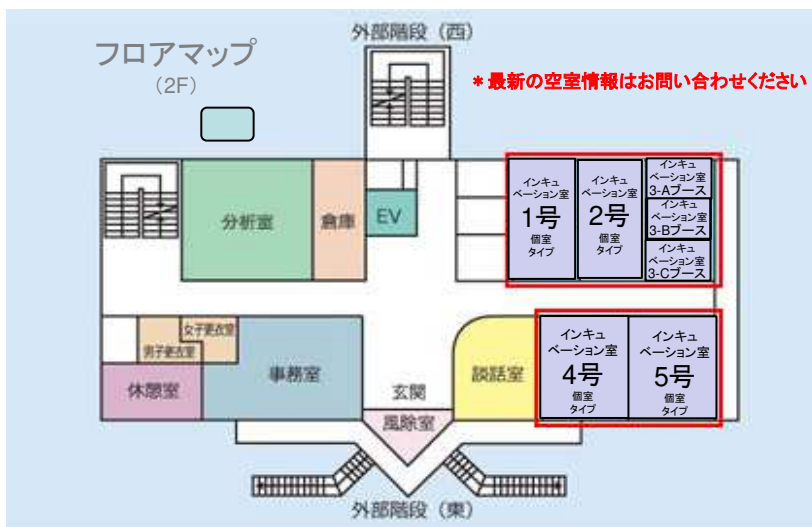 外部階段（西）
フロアマップ
（2F）
＊最新の空室情報はお問い合わせください
分析室
倉庫
EV
インキュ
ベーション室
1号
個室
タイプ
インキュ
ベーション室
2号
個室
タイプ
インキュ
ベーション室
3-Aブース
インキュ
ベーション室
3-Bブース
インキュ
ベーション室
3-Cブース
女子更衣室
男子更衣室
休憩室
事務室
玄関
風除室
談話室
インキュ
ベーション室
4号
個室
タイプ
インキュ
ベーション室
5号
個室
タイプ
外部階段（東）